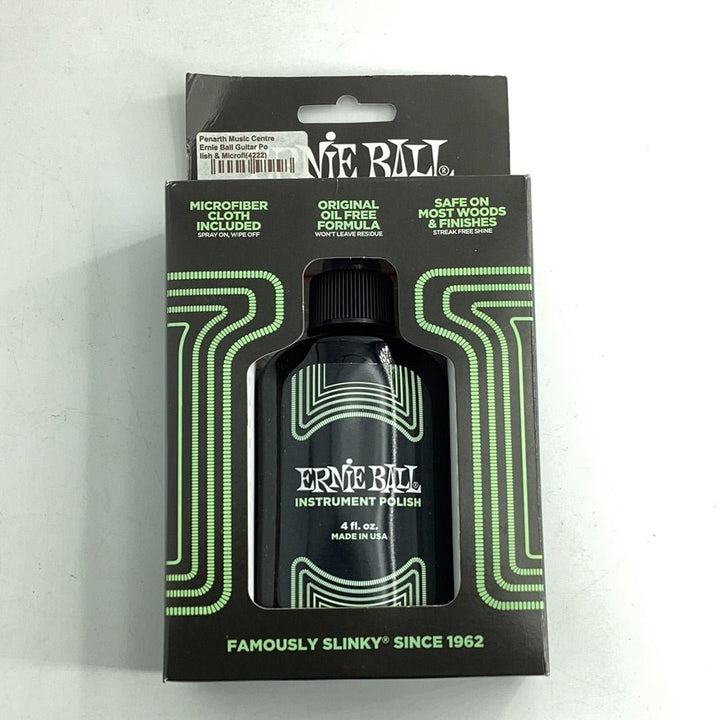 Penarth Music Centre
Ernie Ball Guitar Po
lish & Microfi(4222)
ERNIE BALL®
MICROFIBER
CLOTH
INCLUDED
SPRAY ON, WIPE OFF
ORIGINAL
OIL FREE
FORMULA
WON'T LEAVE RESIDUE
SAFE ON
MOST WOODS
& FINISHES
STREAK FREE SHINE
ERNIE BALL®
INSTRUMENT POLISH
4 fl. oz.
MADE IN USA
FAMOUSLY SLINKY® SINCE 1962